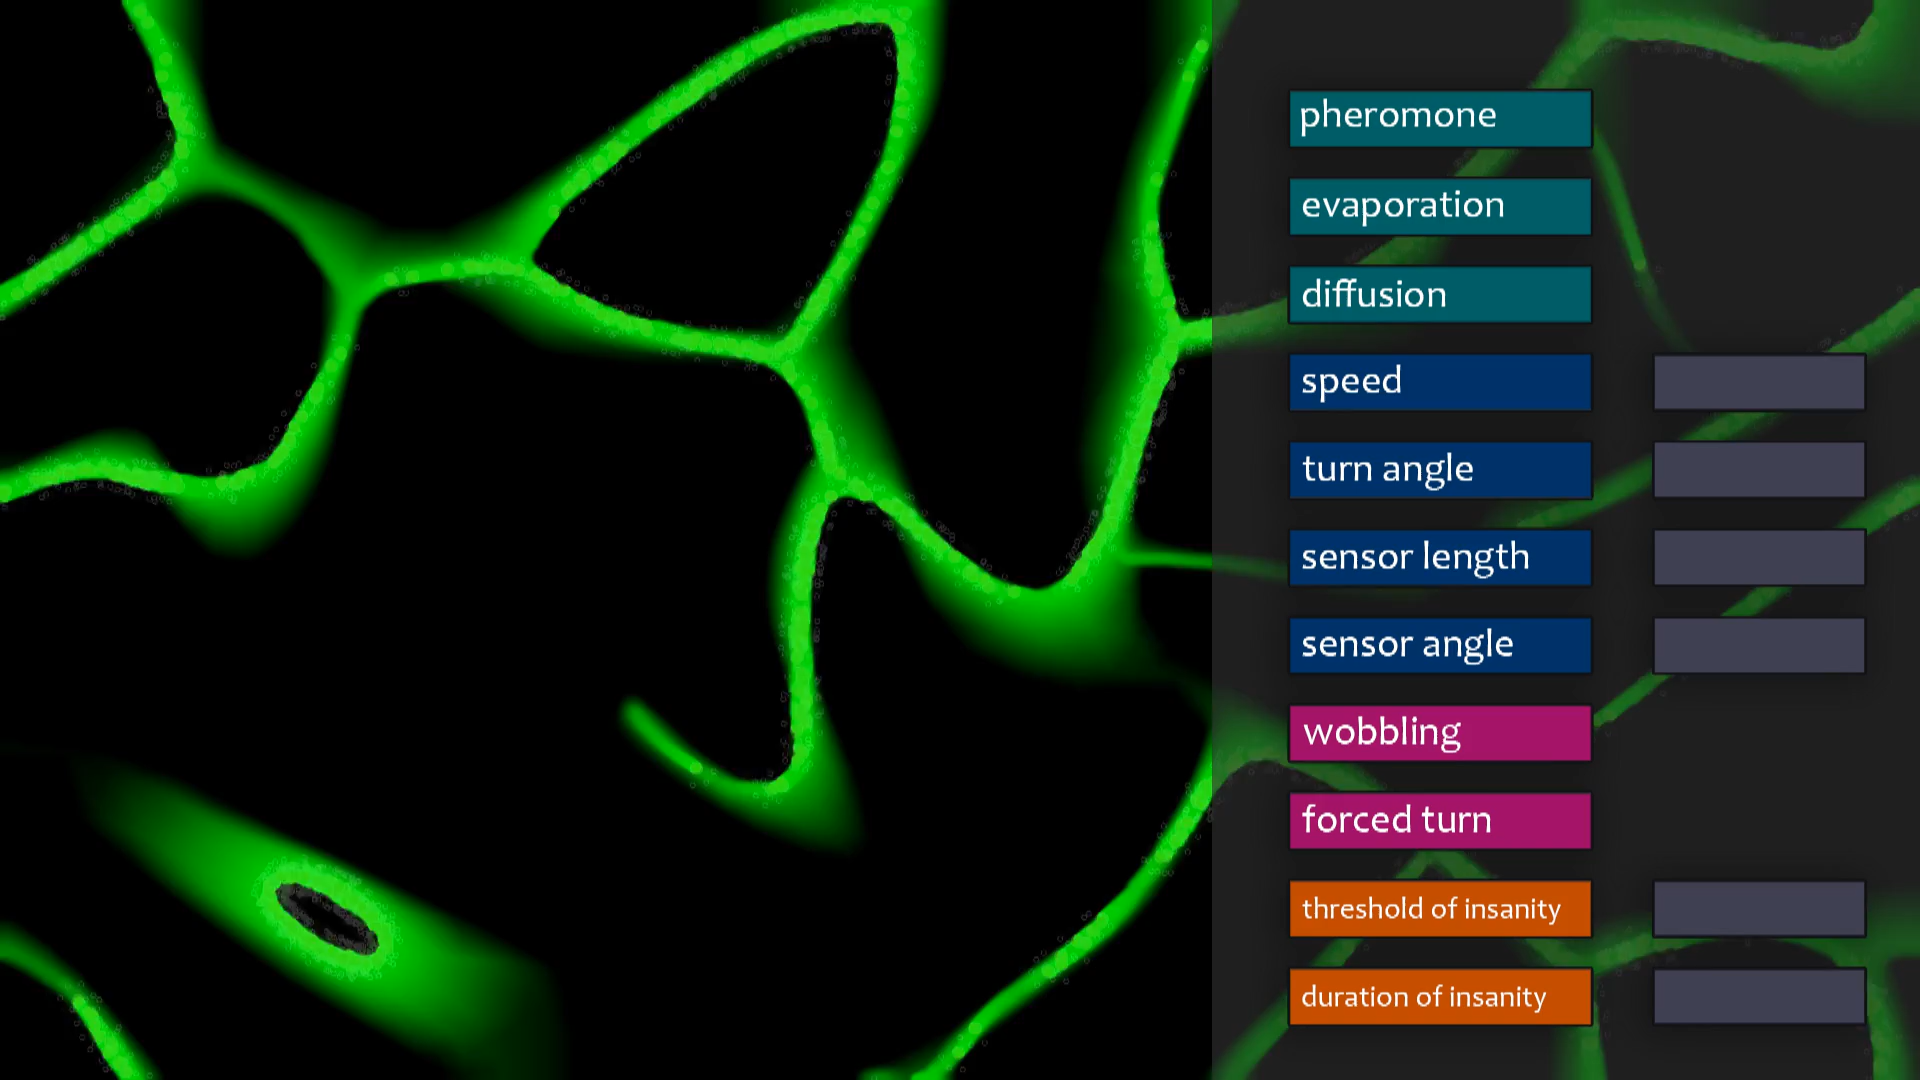 pheromone
evaporation
diffusion
speed
turn angle
sensor length
sensor angle
wobbling
forced turn
threshold of insanity
duration of insanity